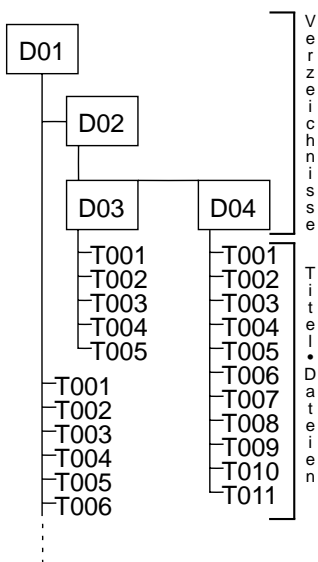 D01
D02
D03
D04
T001
T002
T003
T004
T005
T001
T002
T003
T004
T005
T006
T007
T008
T009
T010
T011
T001
T002
T003
T004
T005
T006
Verzeichnisse
Titel•Dateien